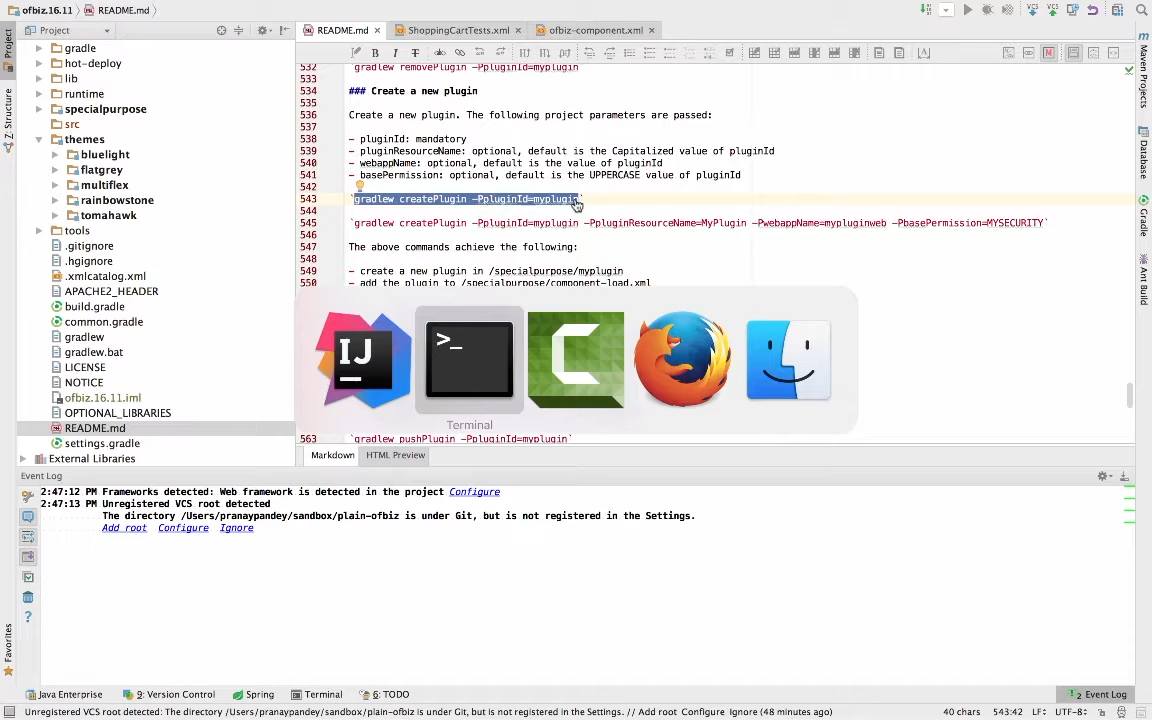 ofbiz.16.11 README.md
Project
README.md
ShoppingCartTests.xml
ofbiz-component.xml
gradle
hot-deploy
lib
runtime
specialpurpose
src
themes
bluelight
flatgrey
multiflex
rainbowstone
tomahawk
tools
.gitignore
.hgignore
.xmlcatalog.xml
APACHE2_HEADER
build.gradle
common.gradle
gradlew
gradlew.bat
LICENSE
NOTICE
ofbiz.16.11.iml
OPTIONAL_LIBRARIES
README.md
settings.gradle
External Libraries
Project
Z: Structure
Favorites
532 `gradlew removePlugin -PpluginId=myplugin`
533
534 ### Create a new plugin
535
536 Create a new plugin. The following project parameters are passed:
537
538 - pluginId: mandatory
539 - pluginResourceName: optional, default is the Capitalized value of pluginId
540 - webappName: optional, default is the value of pluginId
541 - basePermission: optional, default is the UPPERCASE value of pluginId
542
543 `gradlew createPlugin -PpluginId=myplugin`
544
545 `gradlew createPlugin -PpluginId=myplugin -PpluginResourceName=MyPlugin -PwebappName=mypluginweb -PbasePermission=MYSECURITY`
546
547 The above commands achieve the following:
548
549 - create a new plugin in /specialpurpose/myplugin
550 - add the plugin to /specialpurpose/component-load.xml
IJ
>_
C
Terminal
563 `gradlew pushPlugin -PpluginId=myplugin`
Markdown HTML Preview
Maven Projects
Database
Gradle
Ant Build
Event Log
2:47:12 PM Frameworks detected: Web framework is detected in the project Configure
2:47:13 PM Unregistered VCS root detected
The directory /Users/pranaypandey/sandbox/plain-ofbiz is under Git, but is not registered in the Settings.
Add root Configure Ignore
Java Enterprise 9: Version Control Spring Terminal 6: TODO
2 Event Log
Unregistered VCS root detected: The directory /Users/pranaypandey/sandbox/plain-ofbiz is under Git, but is not registered in the Settings. // Add root Configure Ignore (48 minutes ago)
40 chars 543:42 LF UTF-8